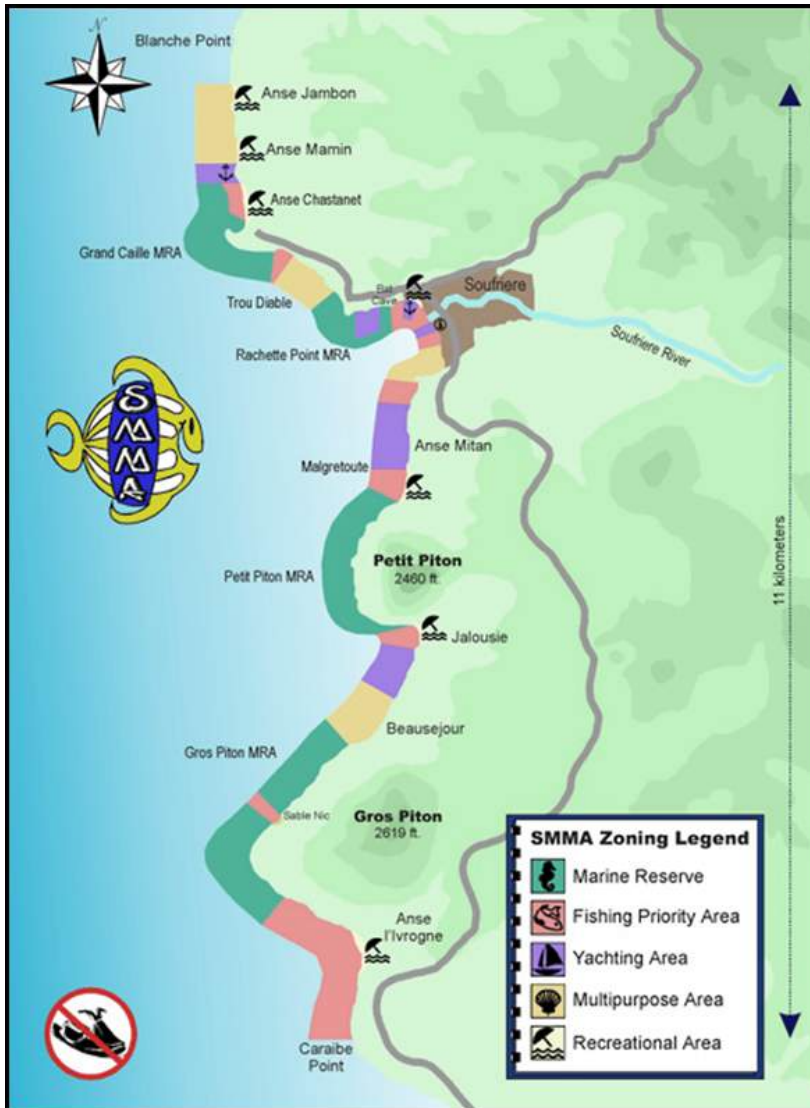 N
Blanche Point
Anse Jambon
Anse Mamin
Anse Chastanet
Grand Caille MRA
Trou Diable
Bat
Cave
Soufriere
Rachette Point MRA
Soufriere River
SMMA
Anse Mitan
Malgretoute
Petit Piton
2460 ft.
Petit Piton MRA
11 kilometers
Jalousie
Beausejour
Gros Piton MRA
Sable Nic
Gros Piton
2619 ft.
Anse
l'Ivrogne
Caraibe
Point
SMMA Zoning Legend
Marine Reserve
Fishing Priority Area
Yachting Area
Multipurpose Area
Recreational Area